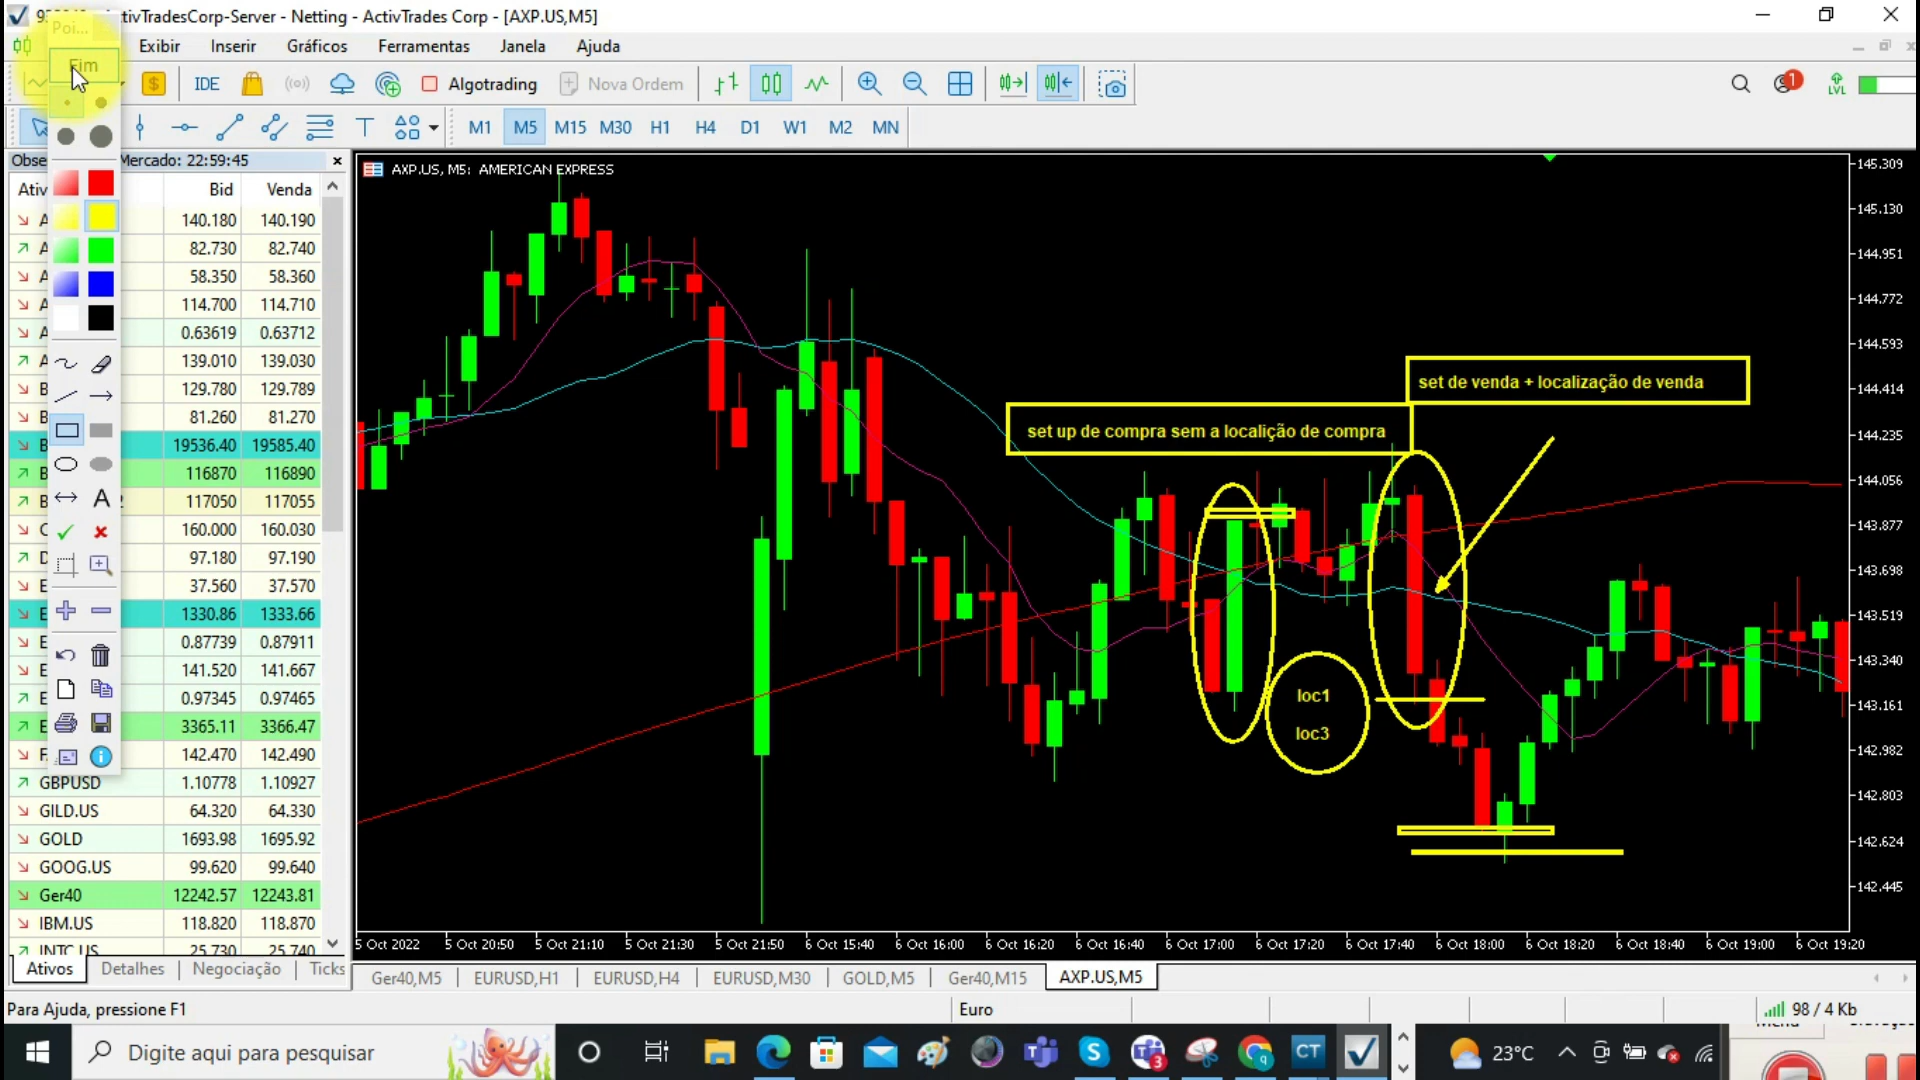 tivTradesCorp-Server - Netting - ActivTrades Corp - [AXP.US,M5]
Exibir Inserir Gráficos Ferramentas Janela Ajuda
Fim
IDE Algotrading Nova Ordem
1
LVL
M1 M5 M15 M30 H1 H4 D1 W1 M2 MN
Obse Mercado: 22:59:45
Ativ Bid Venda
A 140.180 140.190
A 82.730 82.740
A 58.350 58.360
A 114.700 114.710
A 0.63619 0.63712
A 139.010 139.030
B 129.780 129.789
B 81.260 81.270
B 19536.40 19585.40
B 116870 116890
B 2 117050 117055
C 160.000 160.030
D 97.180 97.190
E 37.560 37.570
E 1330.86 1333.66
E 0.87739 0.87911
E 141.520 141.667
E 0.97345 0.97465
E 3365.11 3366.47
F. 142.470 142.490
GBPUSD 1.10778 1.10927
GILD.US 64.320 64.330
GOLD 1693.98 1695.92
GOOG.US 99.620 99.640
Ger40 12242.57 12243.81
IBM.US 118.820 118.870
INTC.US 25.730 25.740
Ativos Detalhes Negociação Ticks
AXP.US, M5: AMERICAN EXPRESS
set de venda + localização de venda
set up de compra sem a localição de compra
loc1
loc3
145.309
145.130
144.951
144.772
144.593
144.414
144.235
144.056
143.877
143.698
143.519
143.340
143.161
142.982
142.803
142.624
142.445
5 Oct 2022 5 Oct 20:50 5 Oct 21:10 5 Oct 21:30 5 Oct 21:50 6 Oct 15:40 6 Oct 16:00 6 Oct 16:20 6 Oct 16:40 6 Oct 17:00 6 Oct 17:20 6 Oct 17:40 6 Oct 18:00 6 Oct 18:20 6 Oct 18:40 6 Oct 19:00 6 Oct 19:20
Ger40,M5 EURUSD,H1 EURUSD,H4 EURUSD,M30 GOLD,M5 Ger40,M15 AXP.US,M5
Para Ajuda, pressione F1 Euro 98 / 4 Kb
Digite aqui para pesquisar
3
CT
23°C